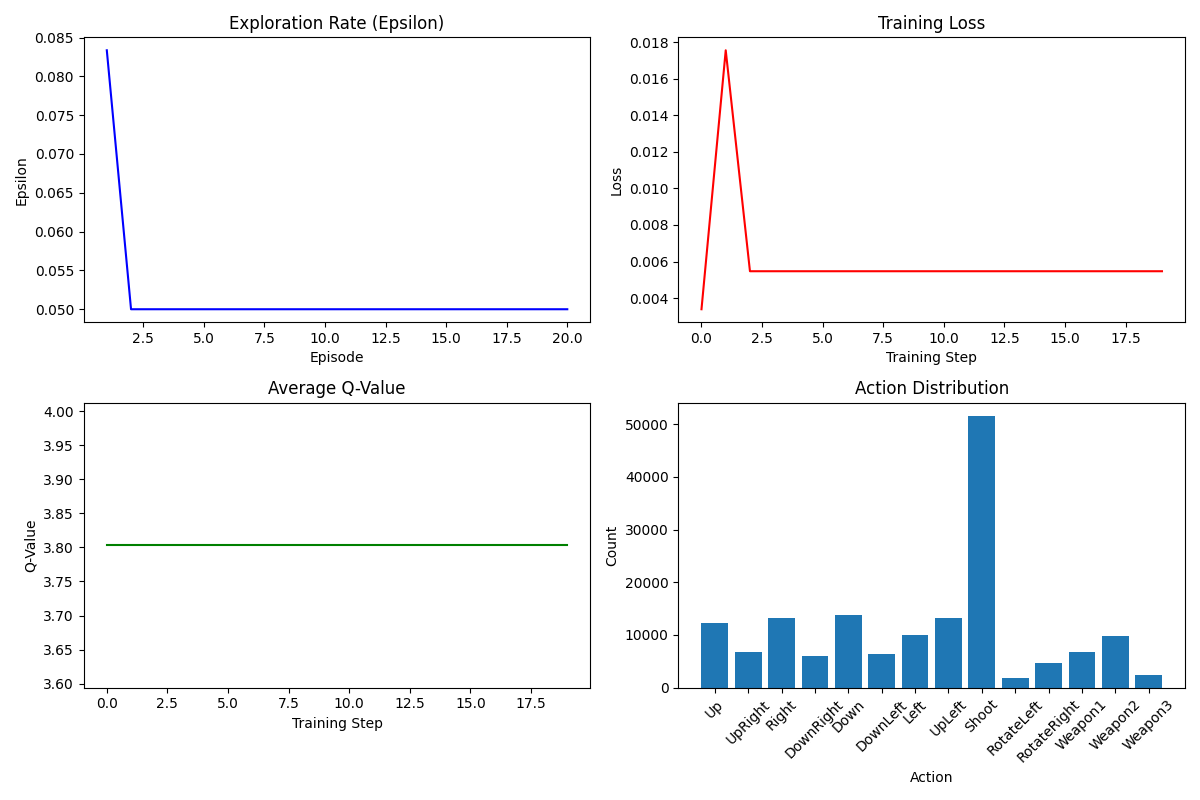 Exploration Rate (Epsilon)
0.085
0.080
0.075
0.070
0.065
0.060
0.055
0.050
Epsilon
2.5 5.0 7.5 10.0 12.5 15.0 17.5 20.0
Episode
Training Loss
0.018
0.016
0.014
0.012
0.010
0.008
0.006
0.004
Loss
0.0 2.5 5.0 7.5 10.0 12.5 15.0 17.5
Training Step
Average Q-Value
4.00
3.95
3.90
3.85
3.80
3.75
3.70
3.65
3.60
Q-Value
0.0 2.5 5.0 7.5 10.0 12.5 15.0 17.5
Training Step
Action Distribution
50000
40000
30000
20000
10000
0
Count
Up UpRight Right DownRight Down DownLeft Left UpLeft Shoot RotateLeft RotateRight Weapon1 Weapon2 Weapon3
Action